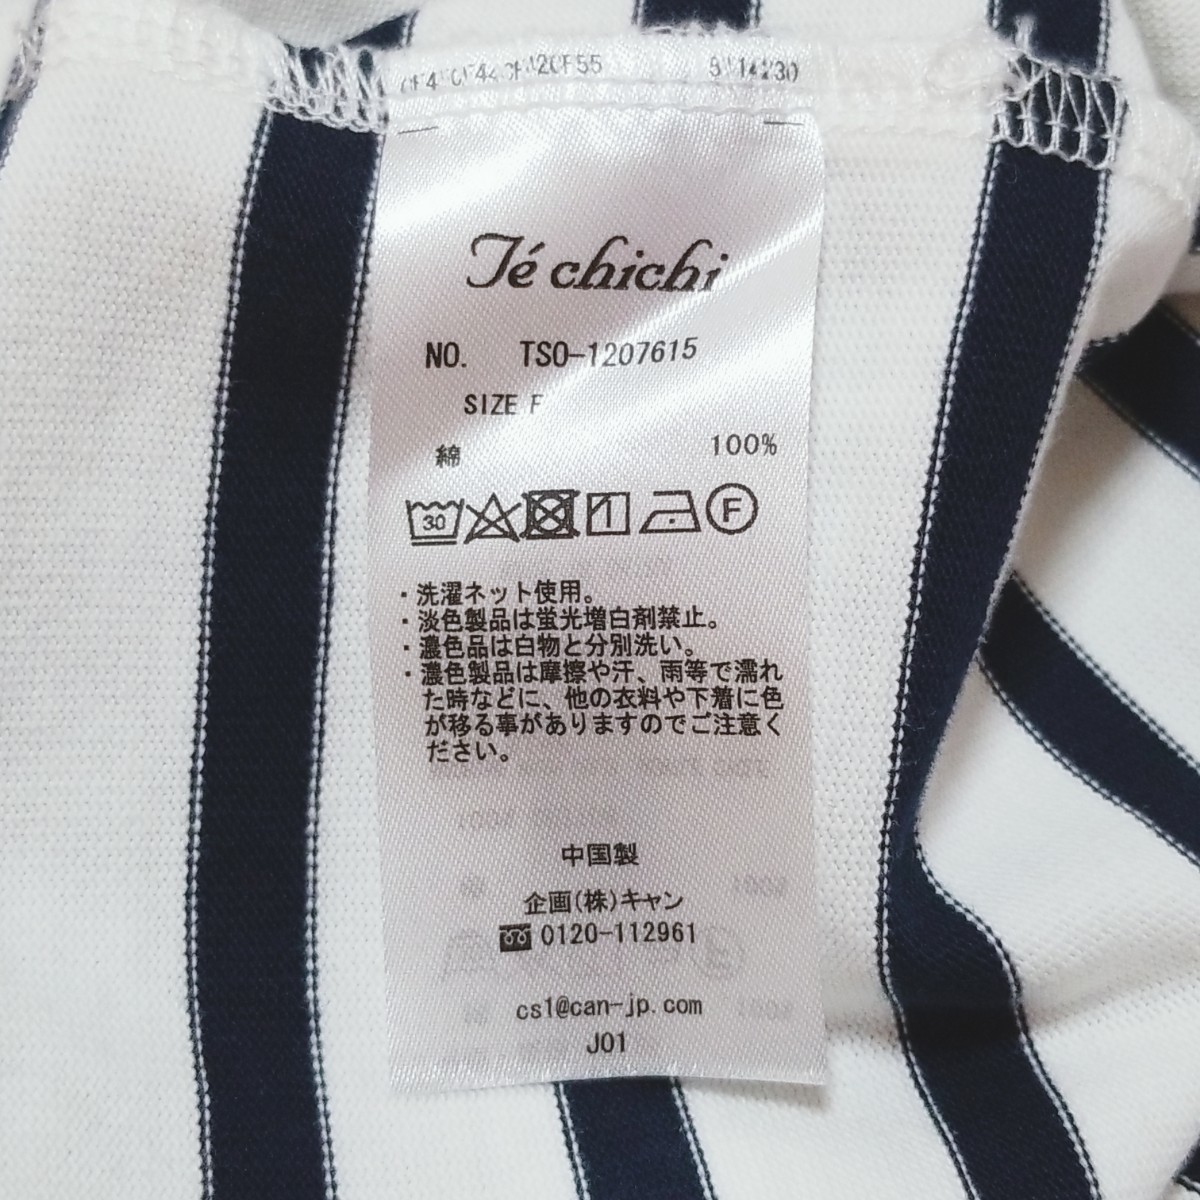 Té chichi
NO. TSO-1207615
SIZE F
綿 100%
30
F
・洗濯ネット使用。
・淡色製品は蛍光増白剤禁止。
・濃色品は白物と分別洗い。
・濃色製品は摩擦や汗、雨等で濡れ
た時などに、他の衣料や下着に色
が移る事がありますのでご注意く
ださい。
中国製
企画(株)キャン
0120-112961
cs1@can-jp.com
J01